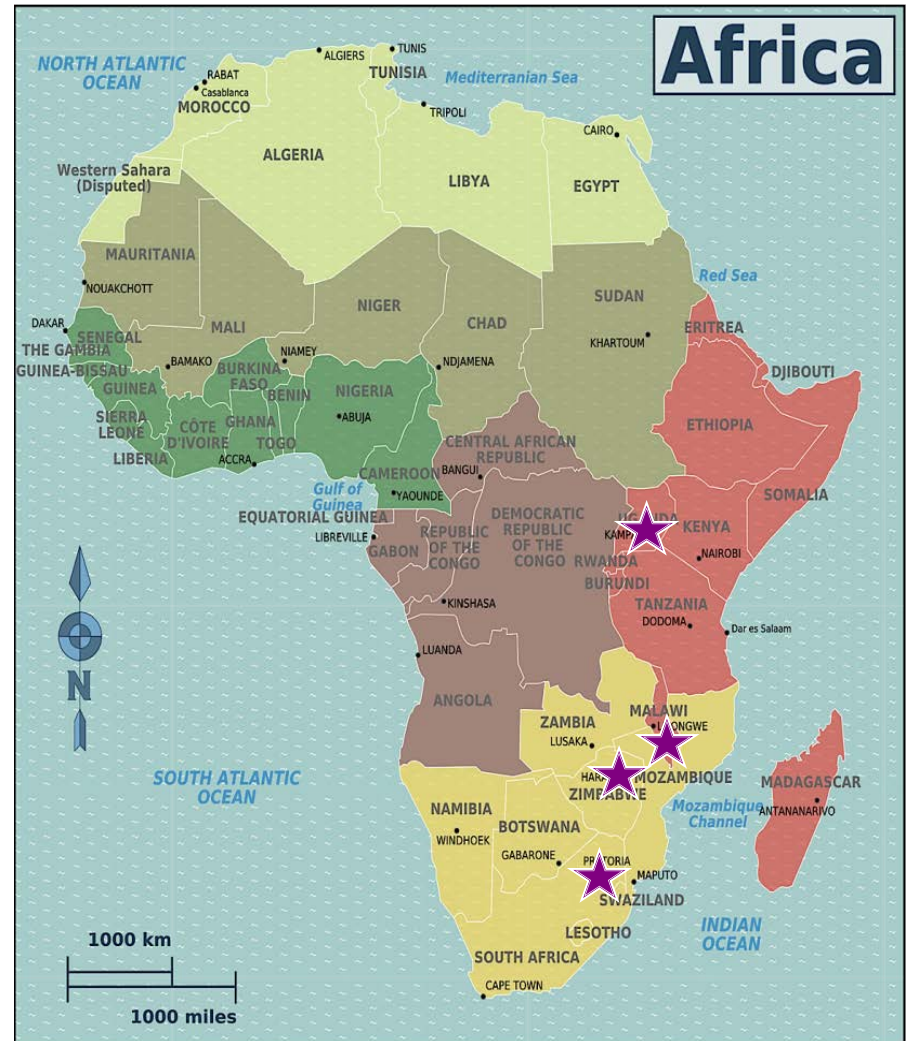 Africa
NORTH ATLANTIC
OCEAN
ALGIERS
TUNIS
TUNISIA
Mediterranean Sea
RABAT
Casablanca
MOROCCO
TRIPOLI
CAIRO
ALGERIA
Western Sahara
(Disputed)
LIBYA
EGYPT
MAURITANIA
NOUAKCHOTT
Red Sea
NIGER
SUDAN
DAKAR
SENEGAL
MALI
CHAD
KHARTOUM
ERITREA
THE GAMBIA
NIAMEY
GUINEA-BISSAU
BAMAKO
BURKINA
FASO
NDJAMENA
DJIBOUTI
GUINEA
BENIN
NIGERIA
ABUJA
SIERRA
LEONE
CÔTE
D'IVOIRE
GHANA
TOGO
ETHIOPIA
LIBERIA
ACCRA
CENTRAL AFRICAN
REPUBLIC
BANGUI
CAMEROON
YAOUNDE
Gulf of
Guinea
SOMALIA
EQUATORIAL GUINEA
LIBREVILLE
GABON
REPUBLIC
OF THE
CONGO
DEMOCRATIC
REPUBLIC
OF THE
CONGO
KENYA
NAIROBI
RWANDA
BURUNDI
KINSHASA
TANZANIA
DODOMA
Dar es Salaam
LUANDA
N
ANGOLA
MALAWI
ZAMBIA
LUSAKA
SOUTH ATLANTIC
OCEAN
MOZAMBIQUE
ZIMBABWE
MADAGASCAR
ANTANANARIVO
Mozambique
Channel
NAMIBIA
WINDHOEK
BOTSWANA
GABARONE
PRETORIA
MAPUTO
SWAZILAND
LESOTHO
INDIAN
OCEAN
SOUTH AFRICA
CAPE TOWN
1000 km
1000 miles